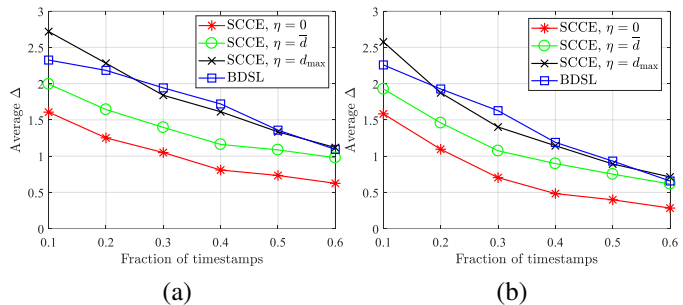 3
2.5
2
1.5
1
0.5
0
Average Δ
SCCE, η = 0
SCCE, η = d̅
SCCE, η = d_max
BDSL
0.1 0.2 0.3 0.4 0.5 0.6
Fraction of timestamps
(a)
3
2.5
2
1.5
1
0.5
0
Average Δ
SCCE, η = 0
SCCE, η = d̅
SCCE, η = d_max
BDSL
0.1 0.2 0.3 0.4 0.5 0.6
Fraction of timestamps
(b)